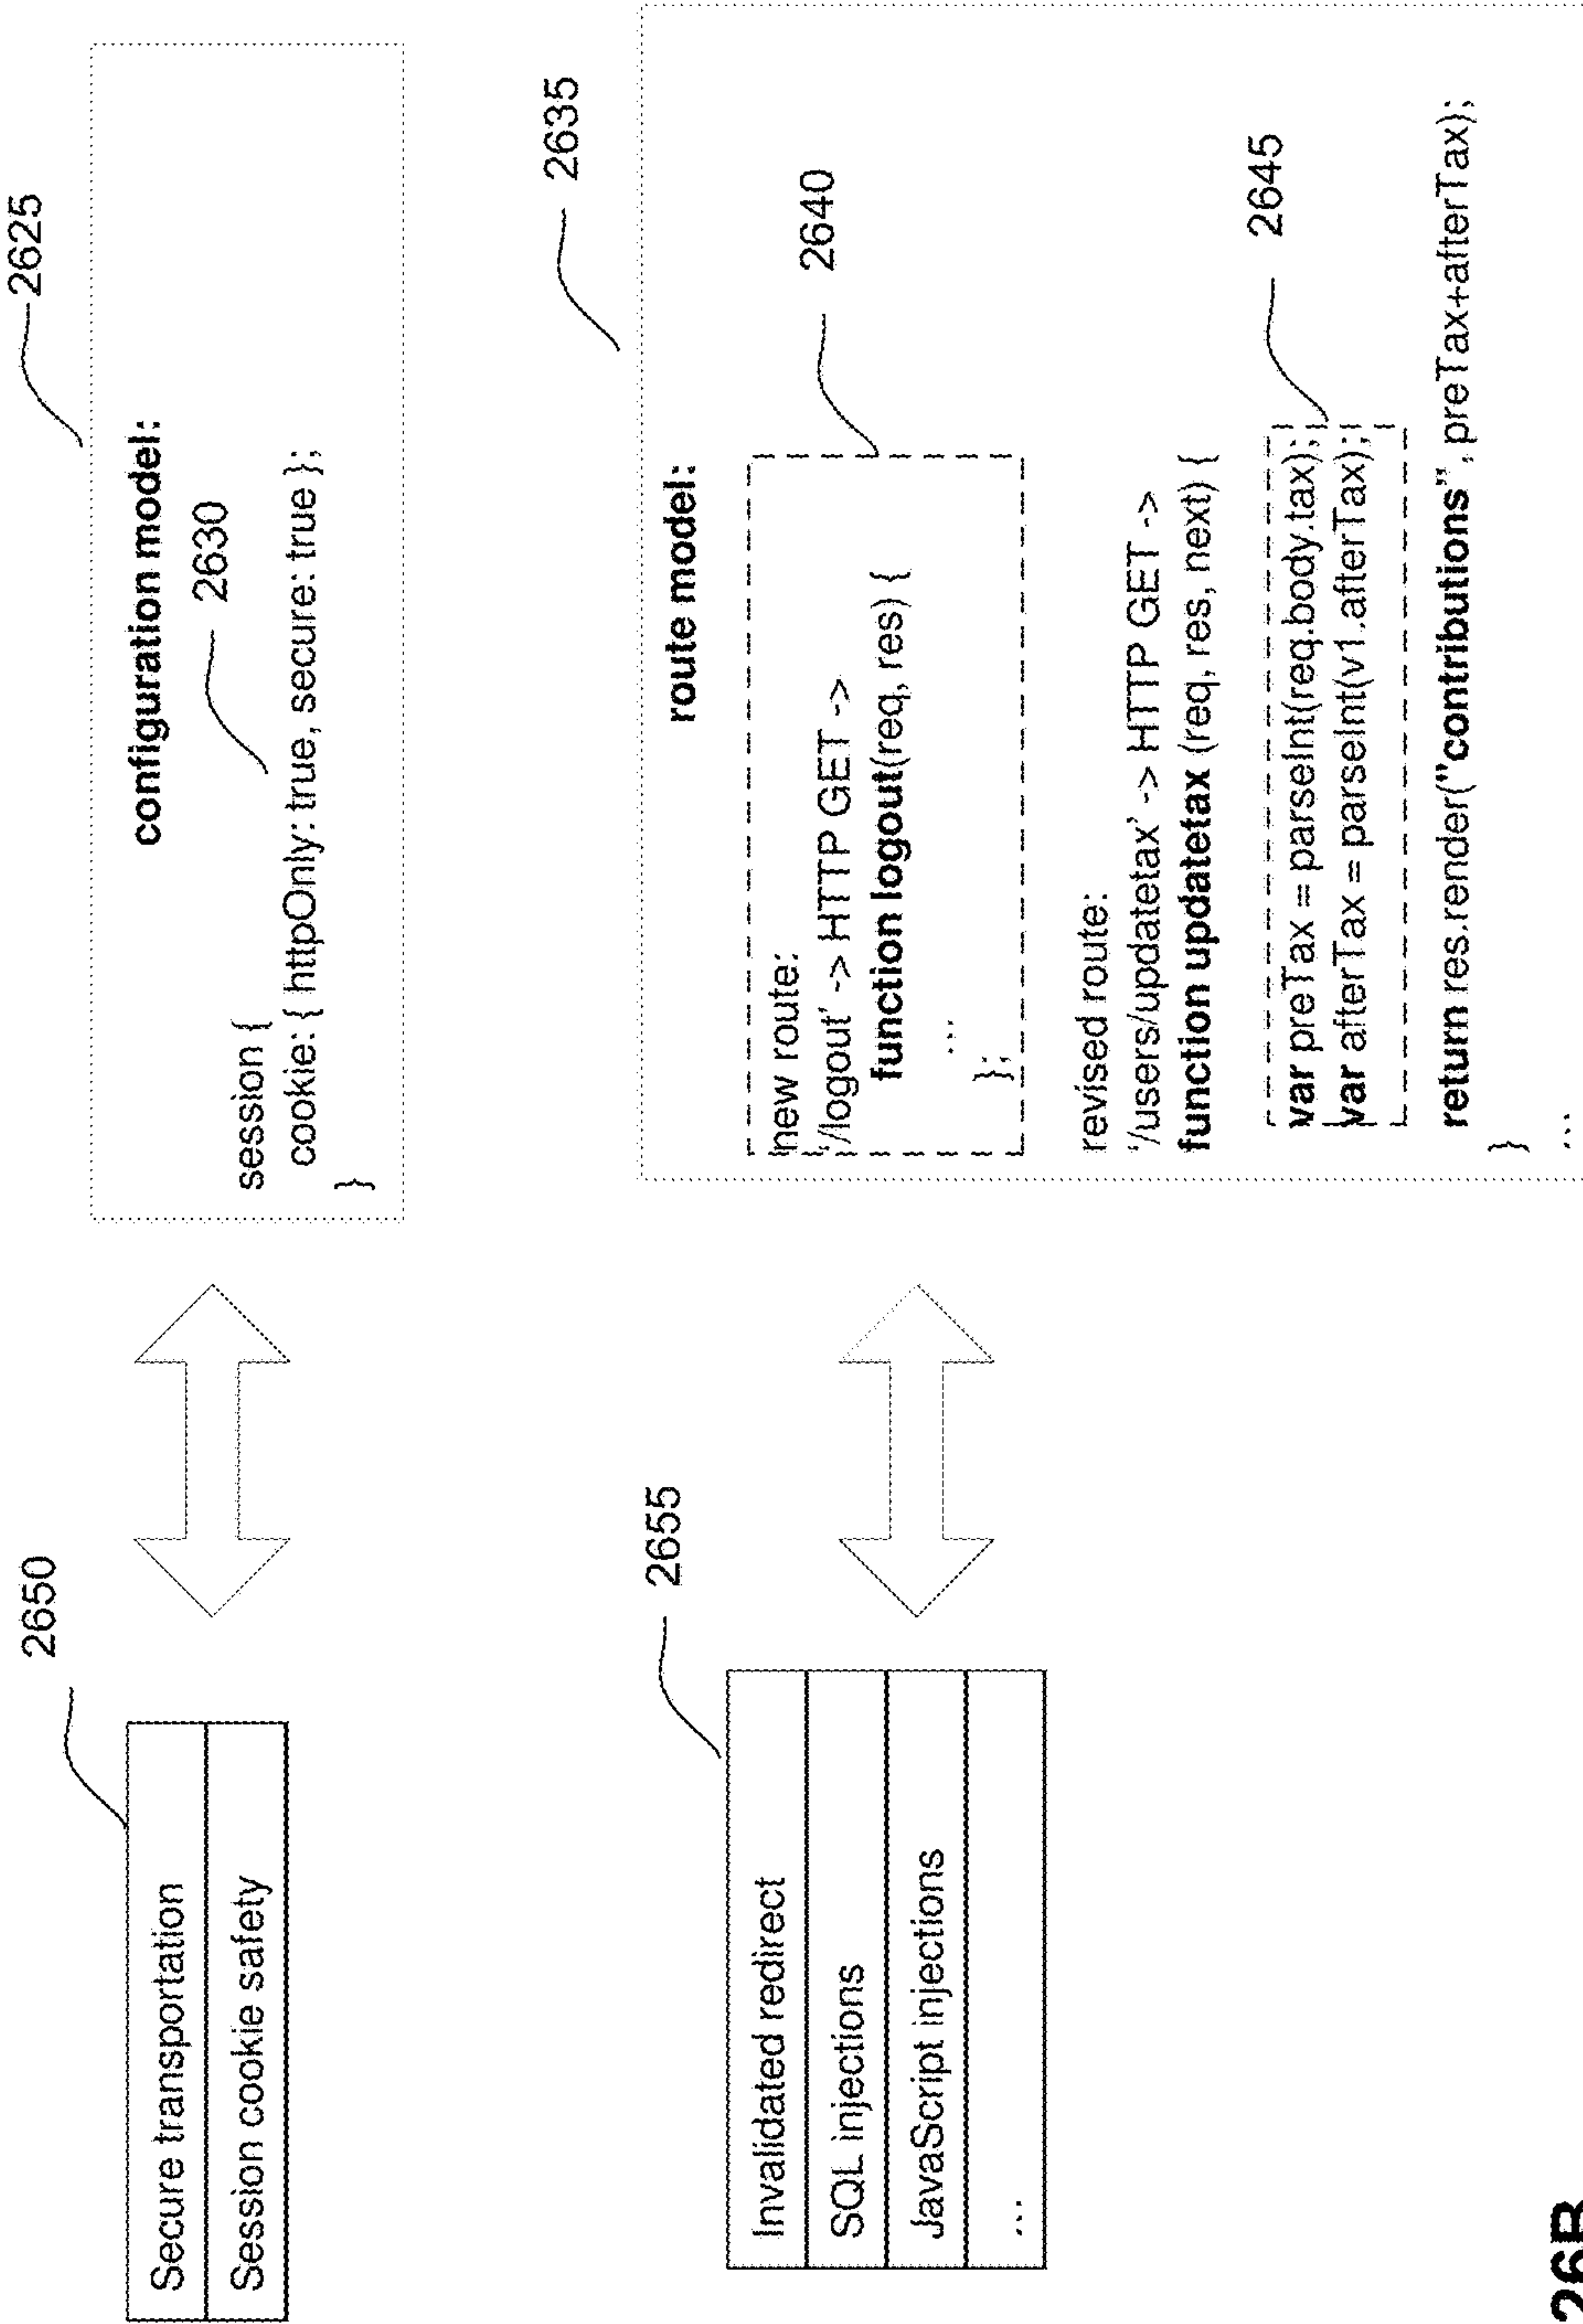 2650
Secure transportation
Session cookie safety
2625
configuration model:
2630
session {
cookie: { httpOnly: true, secure: true };
}
2655
Invalidated redirect
SQL injections
JavaScript injections
...
2635
route model:
2640
new route:
'/logout' -> HTTP GET ->
function logout(req, res) {
...
};
revised route:
'/users/updatetax' -> HTTP GET ->
function updatetax (req, res, next) {
2645
var preTax = parseInt(req.body.tax);
var afterTax = parseInt(v1.afterTax);
return res.render("contributions", preTax+afterTax);
}
...
26B